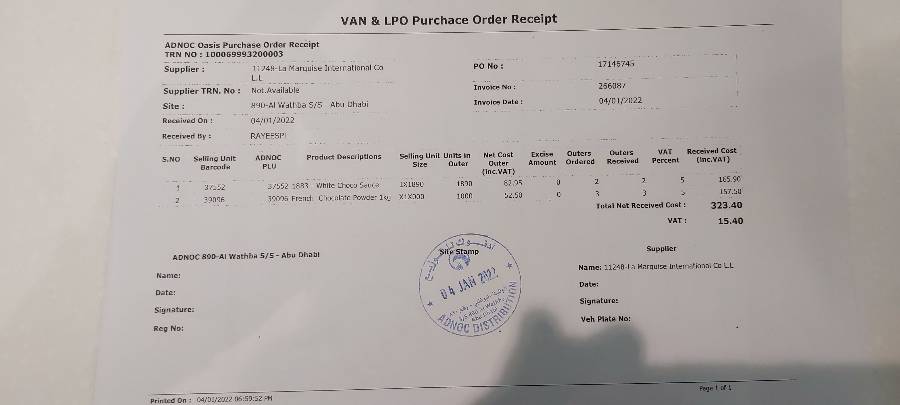 VAN & LPO Purchace Order Receipt
ADNOC Oasis Purchase Order Receipt
TRN NO : 100069993200003
Supplier : 11248-La Marquise International Co L.L
PO No : 17146745
Supplier TRN. No : Not.Available
Invoice No : 266087
Site : 890-Al Wathba S/S - Abu Dhabi
Invoice Date : 04/01/2022
Received On : 04/01/2022
Received By : RAYEESPI
S.NO Selling Unit Barcode ADNOC PLU Product Descriptions Selling Unit Size Units in Outer Net Cost Outer (inc.VAT) Excise Amount Outers Ordered Outers Received VAT Percent Received Cost (inc.VAT)
1 37552 37552 1883 White Choco Sauce 1X1890 1890 82.95 0 2 2 5 165.90
2 39096 39096 French Chocolate Powder 1kg 1000 52.50 0 3 3 5 157.50
Total Net Received Cost : 323.40
VAT : 15.40
ADNOC 890-Al Wathba S/S - Abu Dhabi
Site Stamp
Supplier
Name:
Name: 11248-La Marquise International Co L.L
Date:
Date:
Signature:
Signature:
Reg No:
Veh Plate No:
04 JAN 2022
ADNOC DISTRIBUTION
Page 1 of 1
Printed On : 04/01/2022 06:59:52 PM